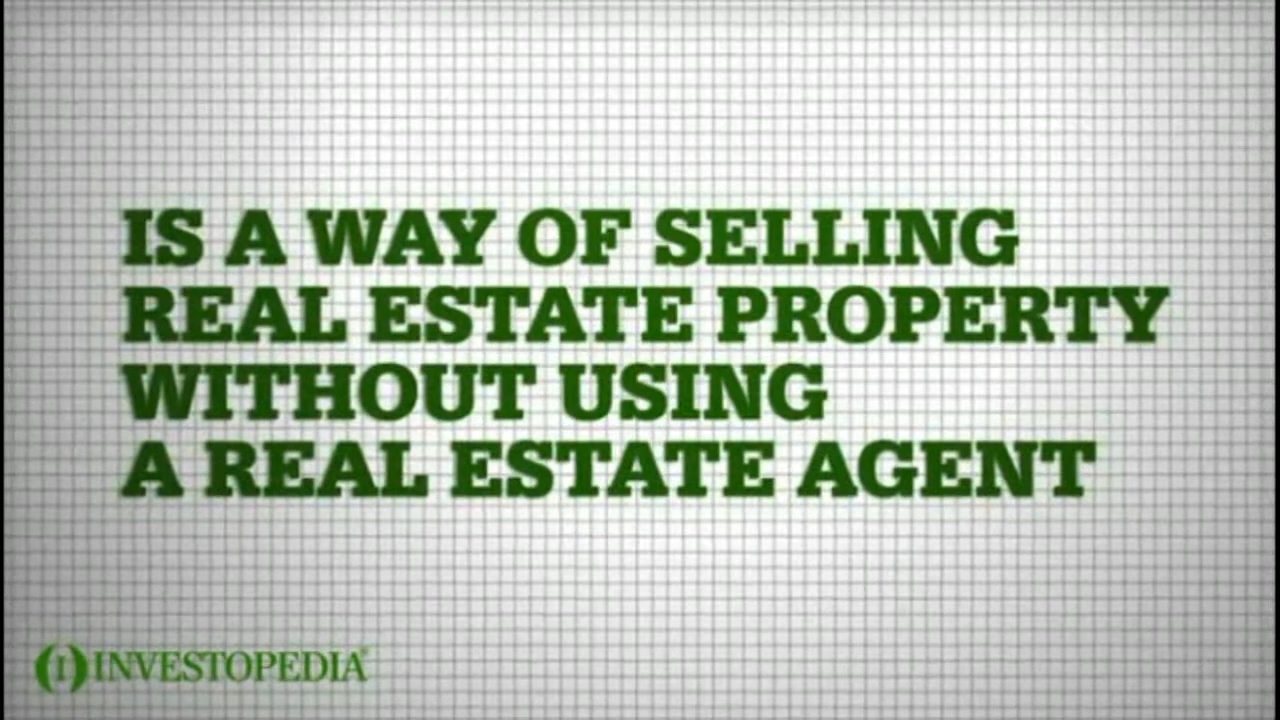 IS A WAY OF SELLING
REAL ESTATE PROPERTY
WITHOUT USING
A REAL ESTATE AGENT
(I) INVESTOPEDIA®